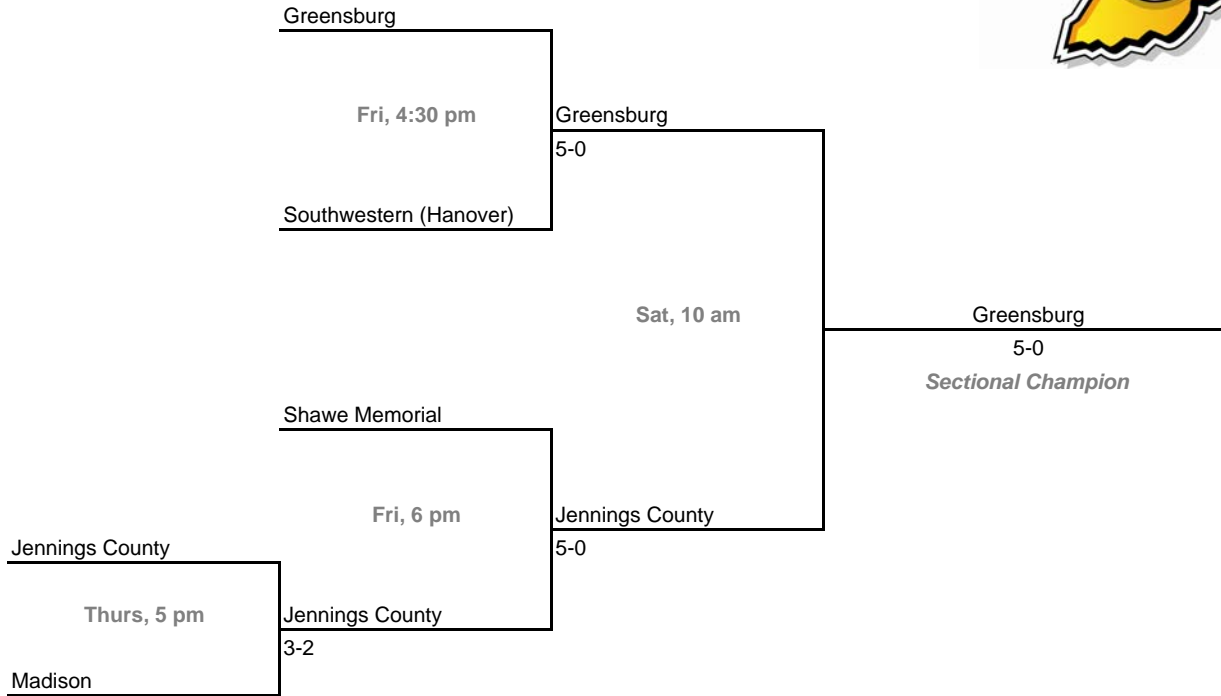 Greensburg
Fri, 4:30 pm
Greensburg
5-0
Southwestern (Hanover)
Sat, 10 am
Greensburg
5-0
Sectional Champion
Shawe Memorial
Fri, 6 pm
Jennings County
5-0
Jennings County
Thurs, 5 pm
Jennings County
3-2
Madison